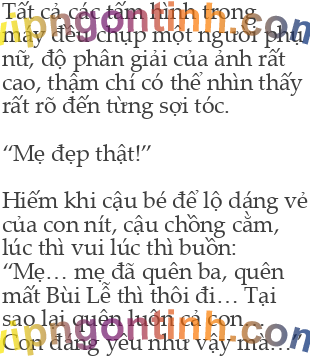 Tất cả các tấm hình trong
máy đều chụp một người phụ
nữ, độ phân giải của ảnh rất
cao, thậm chí có thể nhìn thấy
rất rõ đến từng sợi tóc.
“Mẹ đẹp thật!”
Hiếm khi cậu bé để lộ dáng vẻ
của con nít, cậu chồng cằm,
lúc thì vui lúc thì buồn:
“Mẹ… mẹ đã quên ba, quên
mất Bùi Lễ thì thôi đi… Tại
sao lại quên luôn cả con…
Con đáng yêu như vậy mà…”